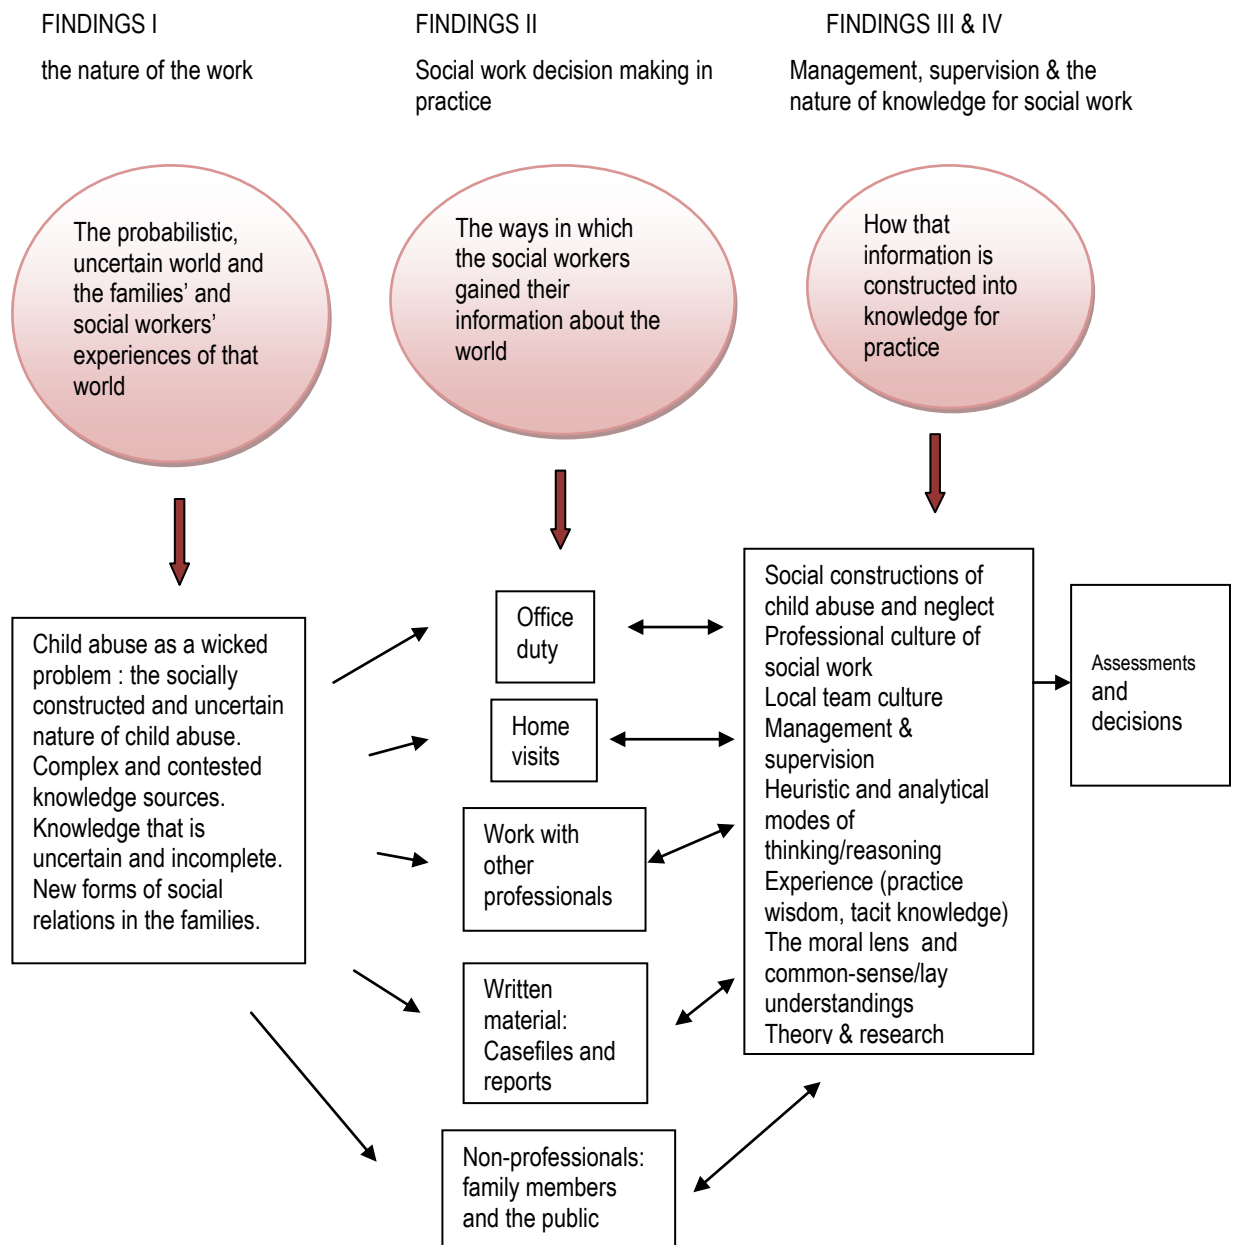 FINDINGS I
the nature of the work
FINDINGS II
Social work decision making in
practice
FINDINGS III & IV
Management, supervision & the
nature of knowledge for social work
The probabilistic,
uncertain world and
the families’ and
social workers’
experiences of that
world
The ways in which
the social workers
gained their
information about the
world
How that
information is
constructed into
knowledge for
practice
Child abuse as a wicked
problem : the socially
constructed and uncertain
nature of child abuse.
Complex and contested
knowledge sources.
Knowledge that is
uncertain and incomplete.
New forms of social
relations in the families.
Office
duty
Home
visits
Work with
other
professionals
Written
material:
Casefiles and
reports
Non-professionals:
family members
and the public
Social constructions of
child abuse and neglect
Professional culture of
social work
Local team culture
Management &
supervision
Heuristic and analytical
modes of
thinking/reasoning
Experience (practice
wisdom, tacit knowledge)
The moral lens and
common-sense/lay
understandings
Theory & research
Assessments
and
decisions